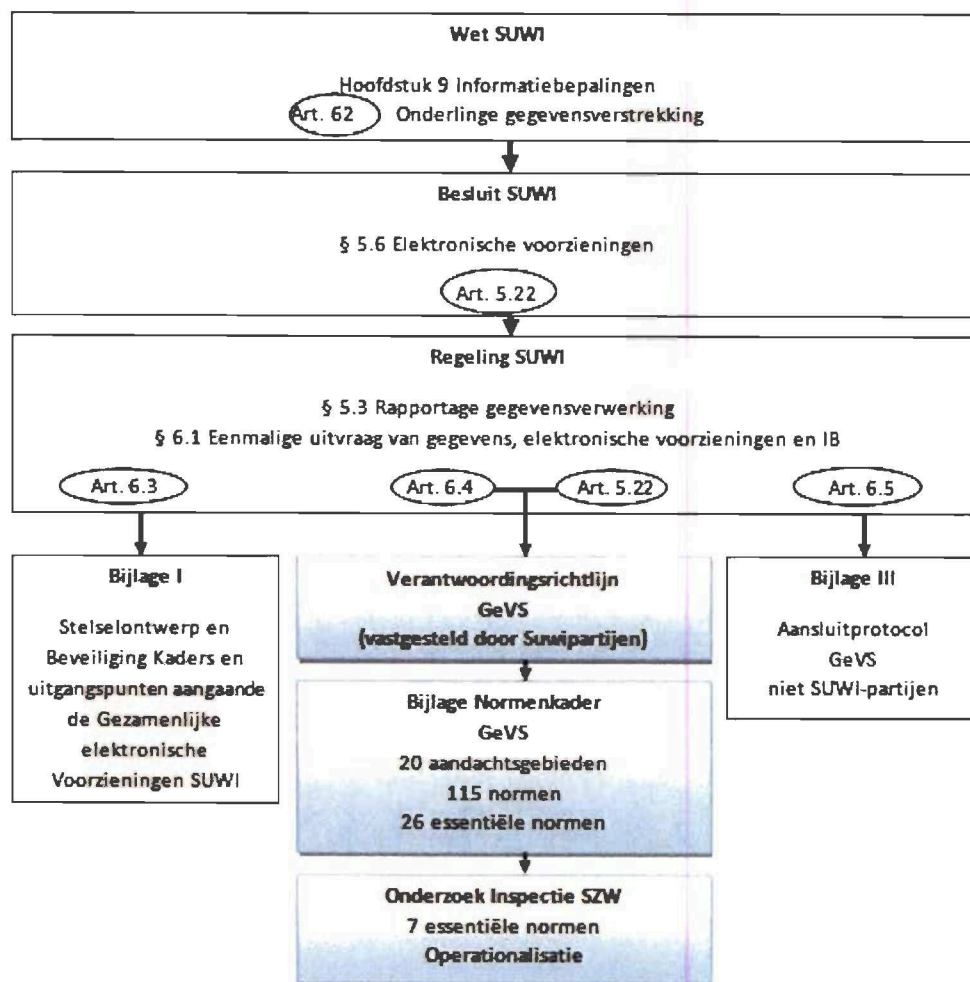 Wet SUWI
Hoofdstuk 9 Informatiebepalingen
Art. 62 Onderlinge gegevensverstrekking
Besluit SUWI
§ 5.6 Elektronische voorzieningen
Art. 5.22
Regeling SUWI
§ 5.3 Rapportage gegevensverwerking
§ 6.1 Eenmalige uitvraag van gegevens, elektronische voorzieningen en IB
Art. 6.3 Art. 6.4 Art. 5.22 Art. 6.5
Bijlage I
Stelselontwerp en
Beveiliging Kaders en
uitgangspunten aangaande
de Gezamenlijke
elektronische
Voorzieningen SUWI
Verantwoordingsrichtlijn
GeVS
(vastgesteld door Suwipartijen)
Bijlage Normenkader
GeVS
20 aandachtsgebieden
115 normen
26 essentiële normen
Onderzoek Inspectie SZW
7 essentiële normen
Operationalisatie
Bijlage III
Aansluitprotocol
GeVS
niet SUWI-partijen